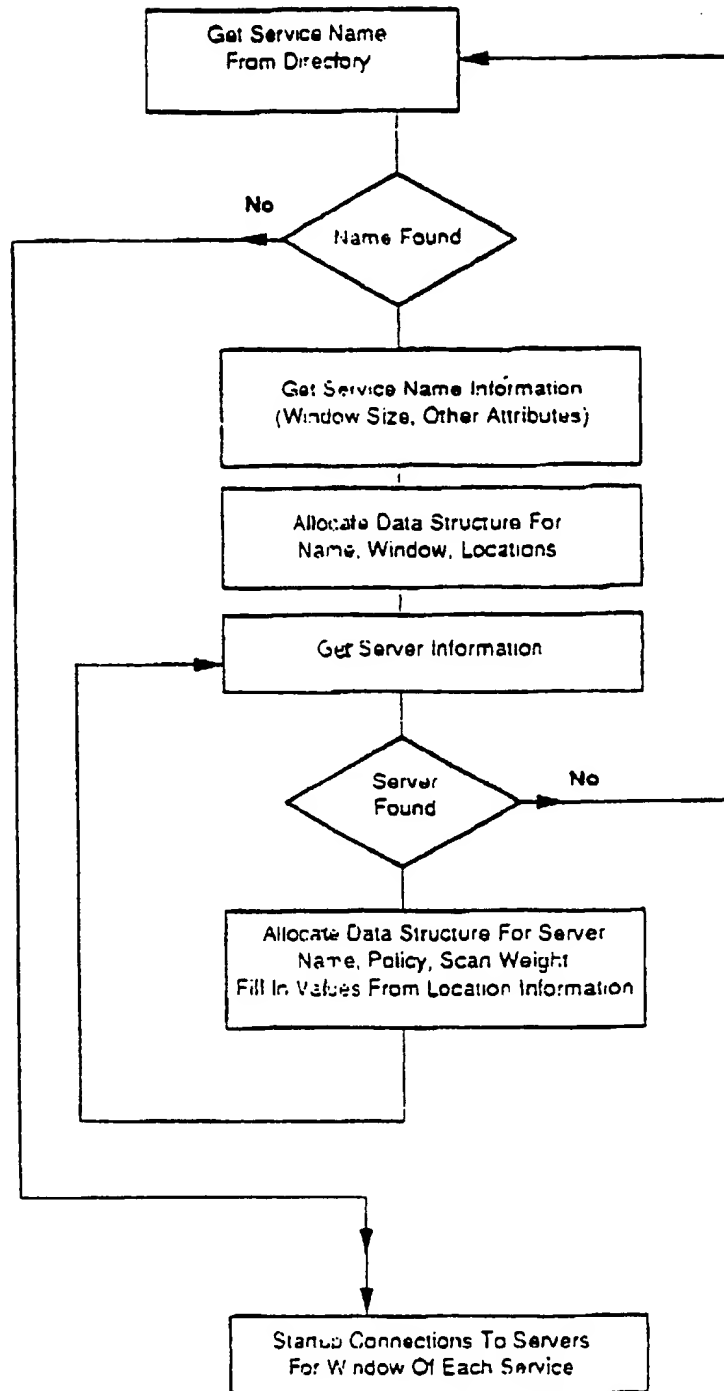 Get Service Name
From Directory
No
Name Found
Get Service Name Information
(Window Size, Other Attributes)
Allocate Data Structure For
Name, Window, Locations
Get Server Information
Server
Found
No
Allocate Data Structure For Server
Name, Policy, Scan Weight
Fill In Values From Location Information
Startup Connections To Servers
For Window Of Each Service